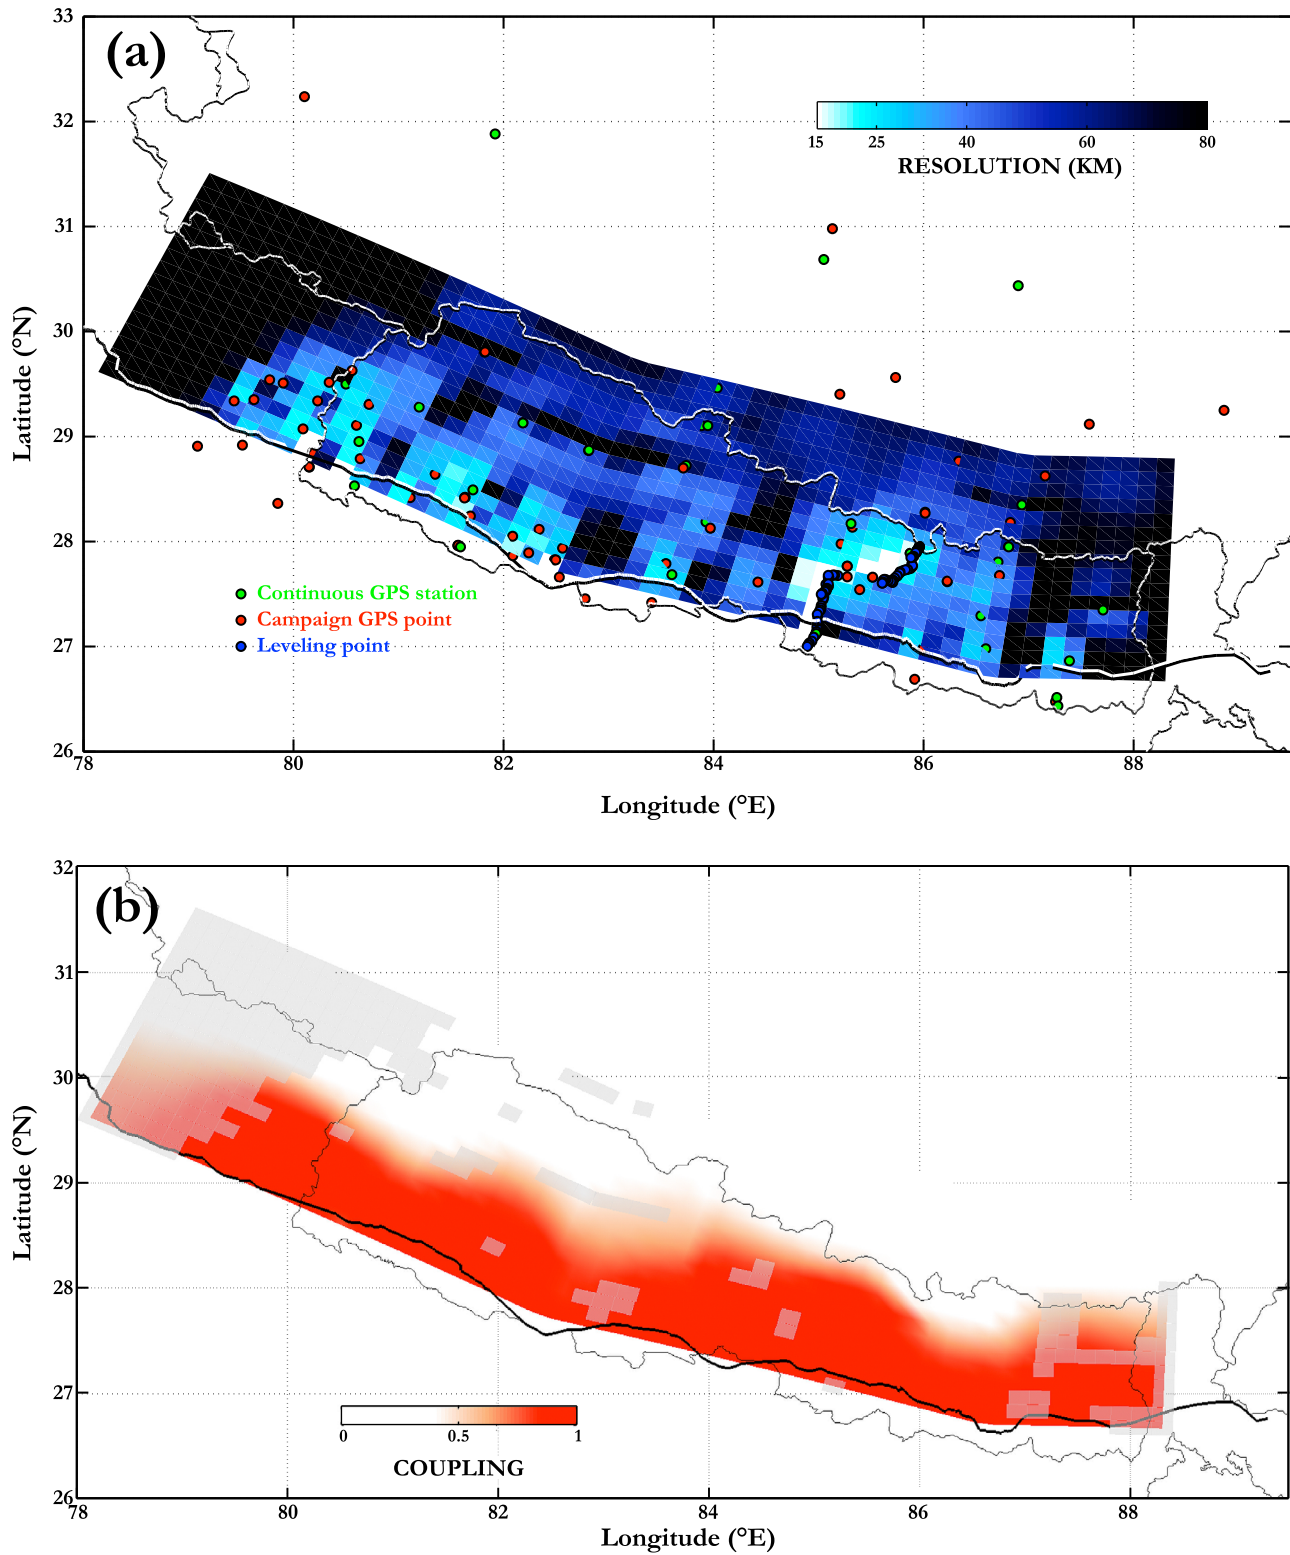 33
(a)
32
15 25 40 60 80
RESOLUTION (KM)
31
30
Latitude (°N)
29
28
Continuous GPS station
Campaign GPS point
Leveling point
27
26
78 80 82 84 86 88
Longitude (°E)
32
(b)
31
30
Latitude (°N)
29
28
27
0 0.5 1
COUPLING
26
78 80 82 84 86 88
Longitude (°E)